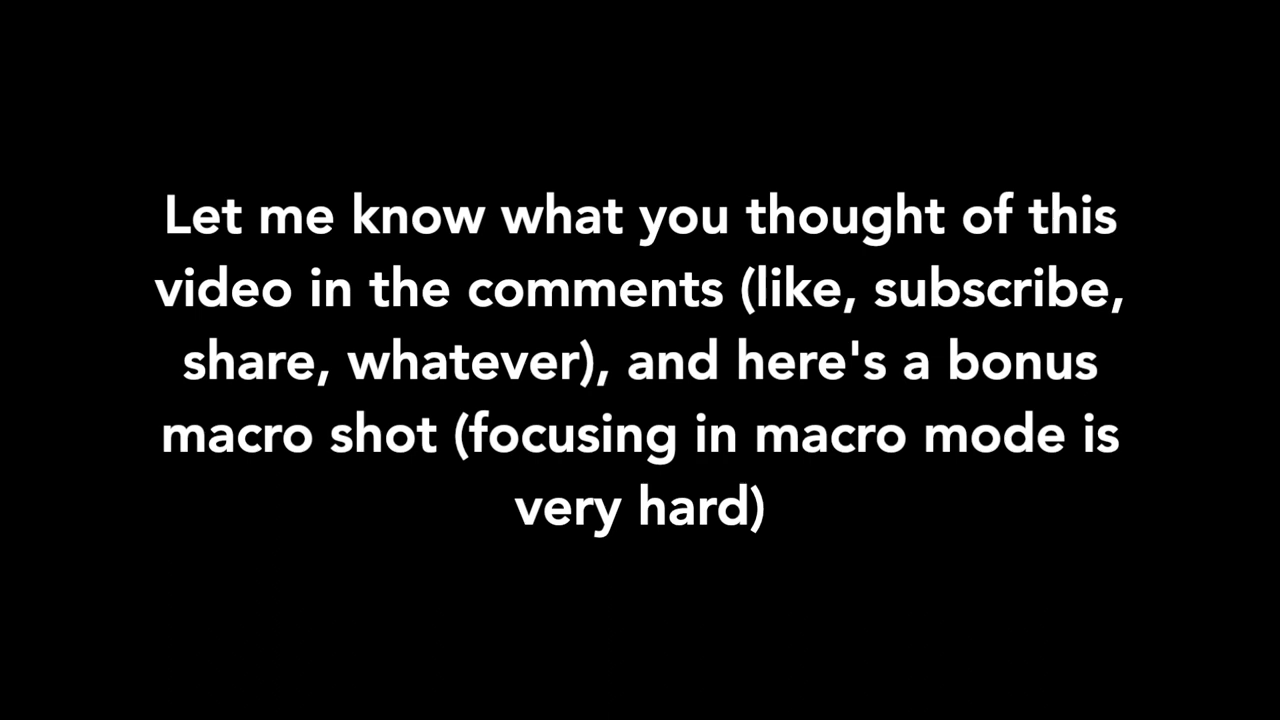 Let me know what you thought of this
video in the comments (like, subscribe,
share, whatever), and here's a bonus
macro shot (focusing in macro mode is
very hard)